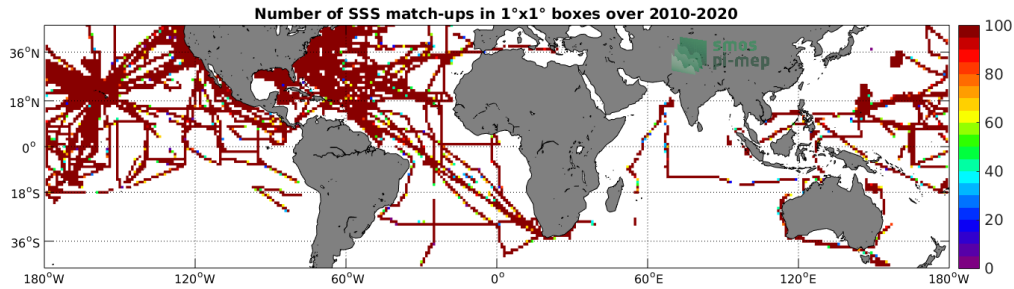 Number of SSS match-ups in 1°x1° boxes over 2010-2020
36°N
18°N
0°
18°S
36°S
180°W
120°W
60°W
0°
60°E
120°E
180°W
100
80
60
40
20
0
smos
pi-mep